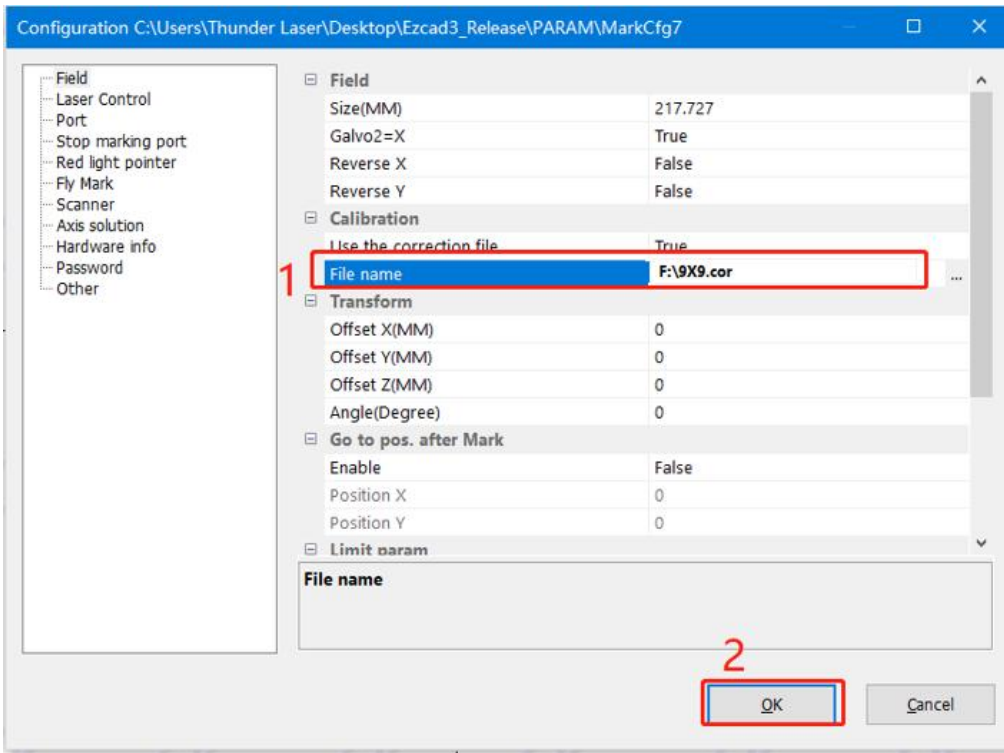 Configuration C:\Users\Thunder Laser\Desktop\Ezcad3_Release\PARAM\MarkCfg7
Field
Laser Control
Port
Stop marking port
Red light pointer
Fly Mark
Scanner
Axis solution
Hardware info
Password
Other
Field
Size(MM) 217.727
Galvo2=X True
Reverse X False
Reverse Y False
Calibration
Use the correction file True
1
File name F:\9X9.cor ...
Transform
Offset X(MM) 0
Offset Y(MM) 0
Offset Z(MM) 0
Angle(Degree) 0
Go to pos. after Mark
Enable False
Position X 0
Position Y 0
Limit param
File name
2
OK Cancel